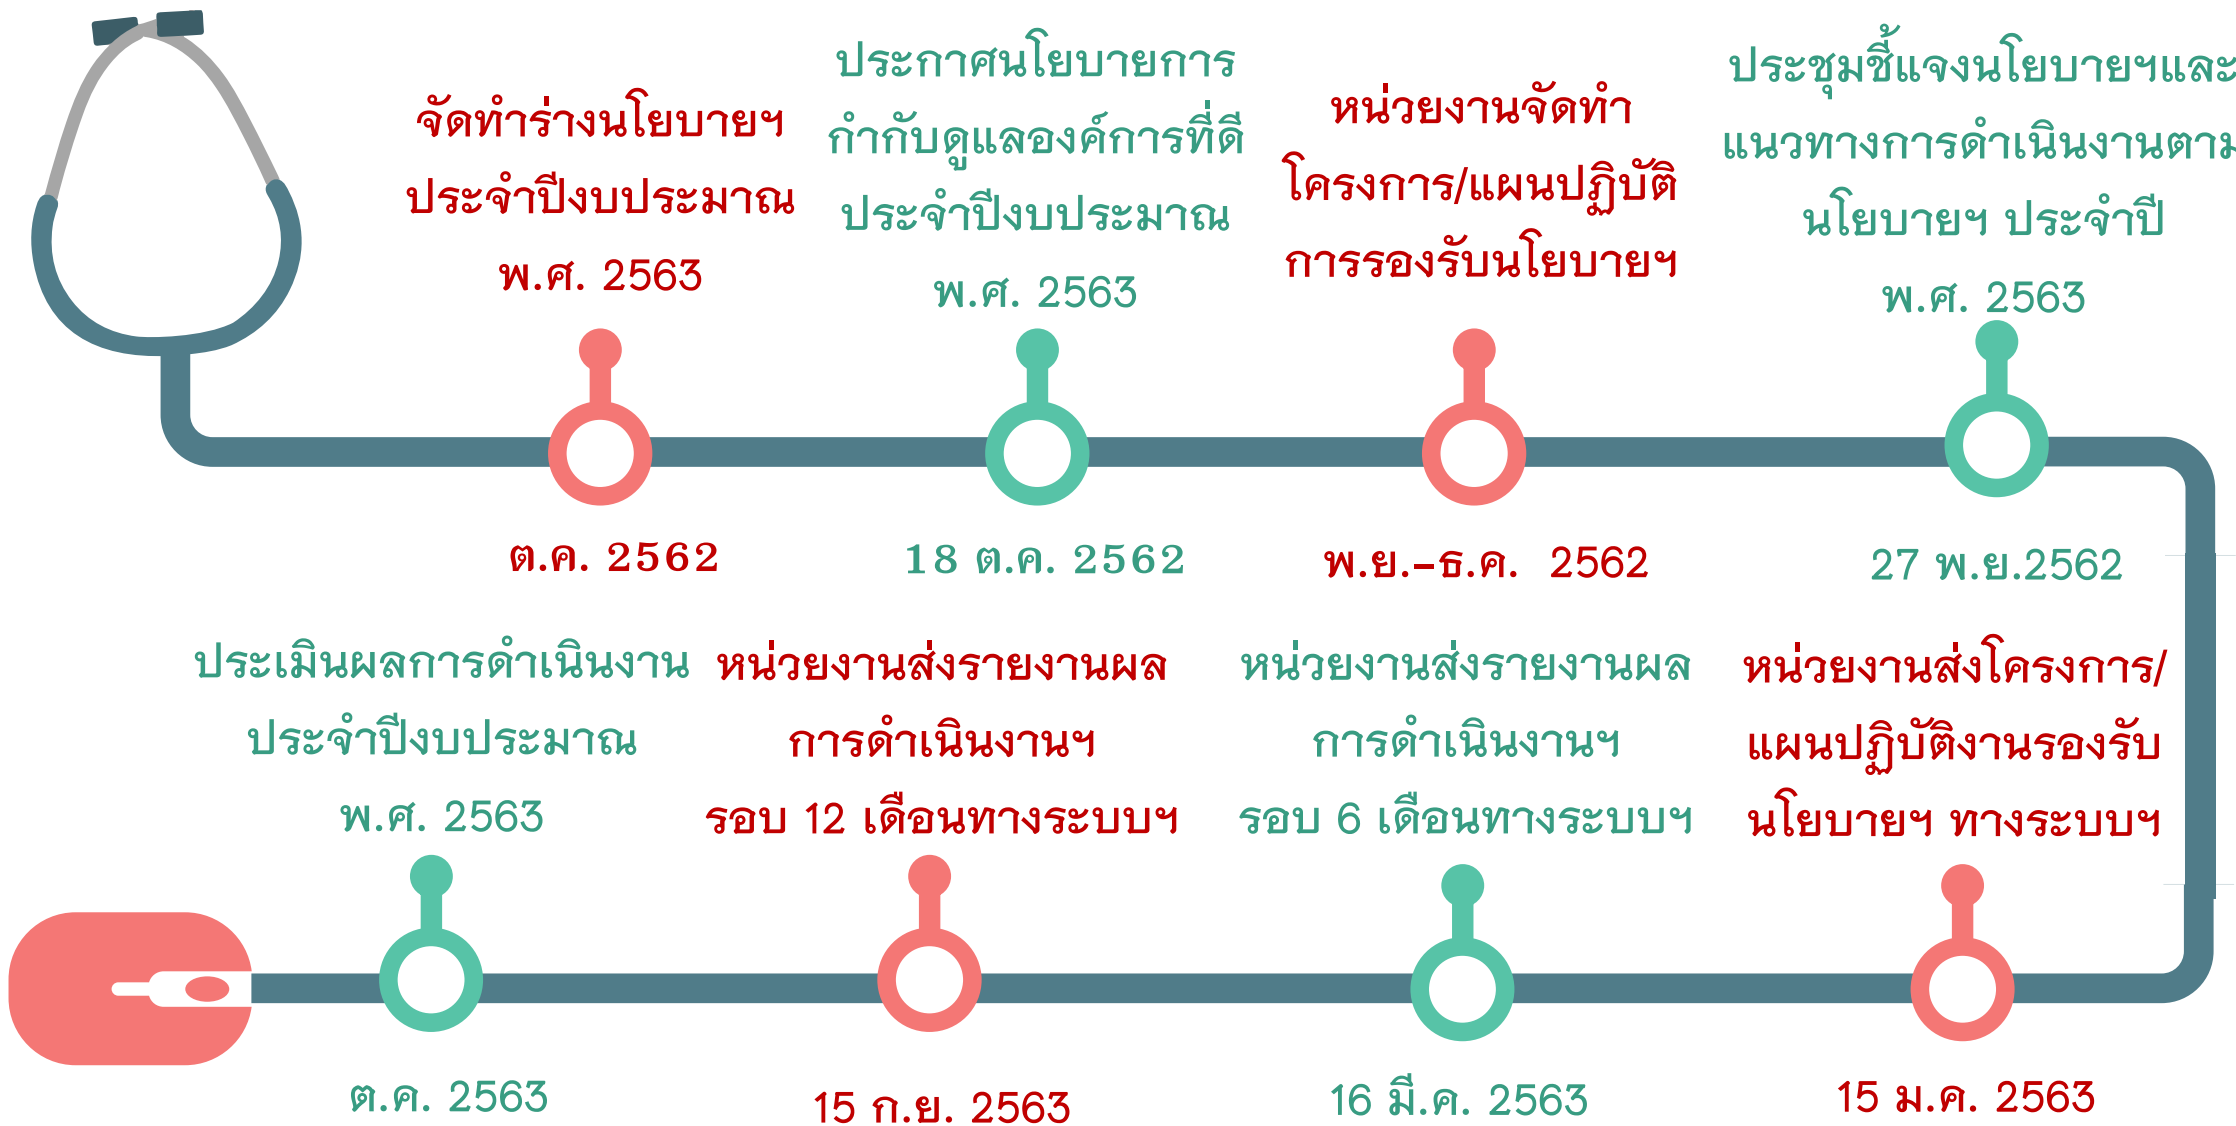 จัดทำร่างนโยบายฯ
ประจำปีงบประมาณ
พ.ศ. 2563
ต.ค. 2562
ประกาศนโยบายการ
กำกับดูแลองค์การที่ดี
ประจำปีงบประมาณ
พ.ศ. 2563
18 ต.ค. 2562
หน่วยงานจัดทำ
โครงการ/แผนปฏิบัติ
การรองรับนโยบายฯ
พ.ย.-ธ.ค. 2562
ประชุมชี้แจงนโยบายฯและ
แนวทางการดำเนินงานตาม
นโยบายฯ ประจำปี
พ.ศ. 2563
27 พ.ย.2562
หน่วยงานส่งโครงการ/
แผนปฏิบัติงานรองรับ
นโยบายฯ ทางระบบฯ
15 ม.ค. 2563
หน่วยงานส่งรายงานผล
การดำเนินงานฯ
รอบ 6 เดือนทางระบบฯ
16 มี.ค. 2563
หน่วยงานส่งรายงานผล
การดำเนินงานฯ
รอบ 12 เดือนทางระบบฯ
15 ก.ย. 2563
ประเมินผลการดำเนินงาน
ประจำปีงบประมาณ
พ.ศ. 2563
ต.ค. 2563